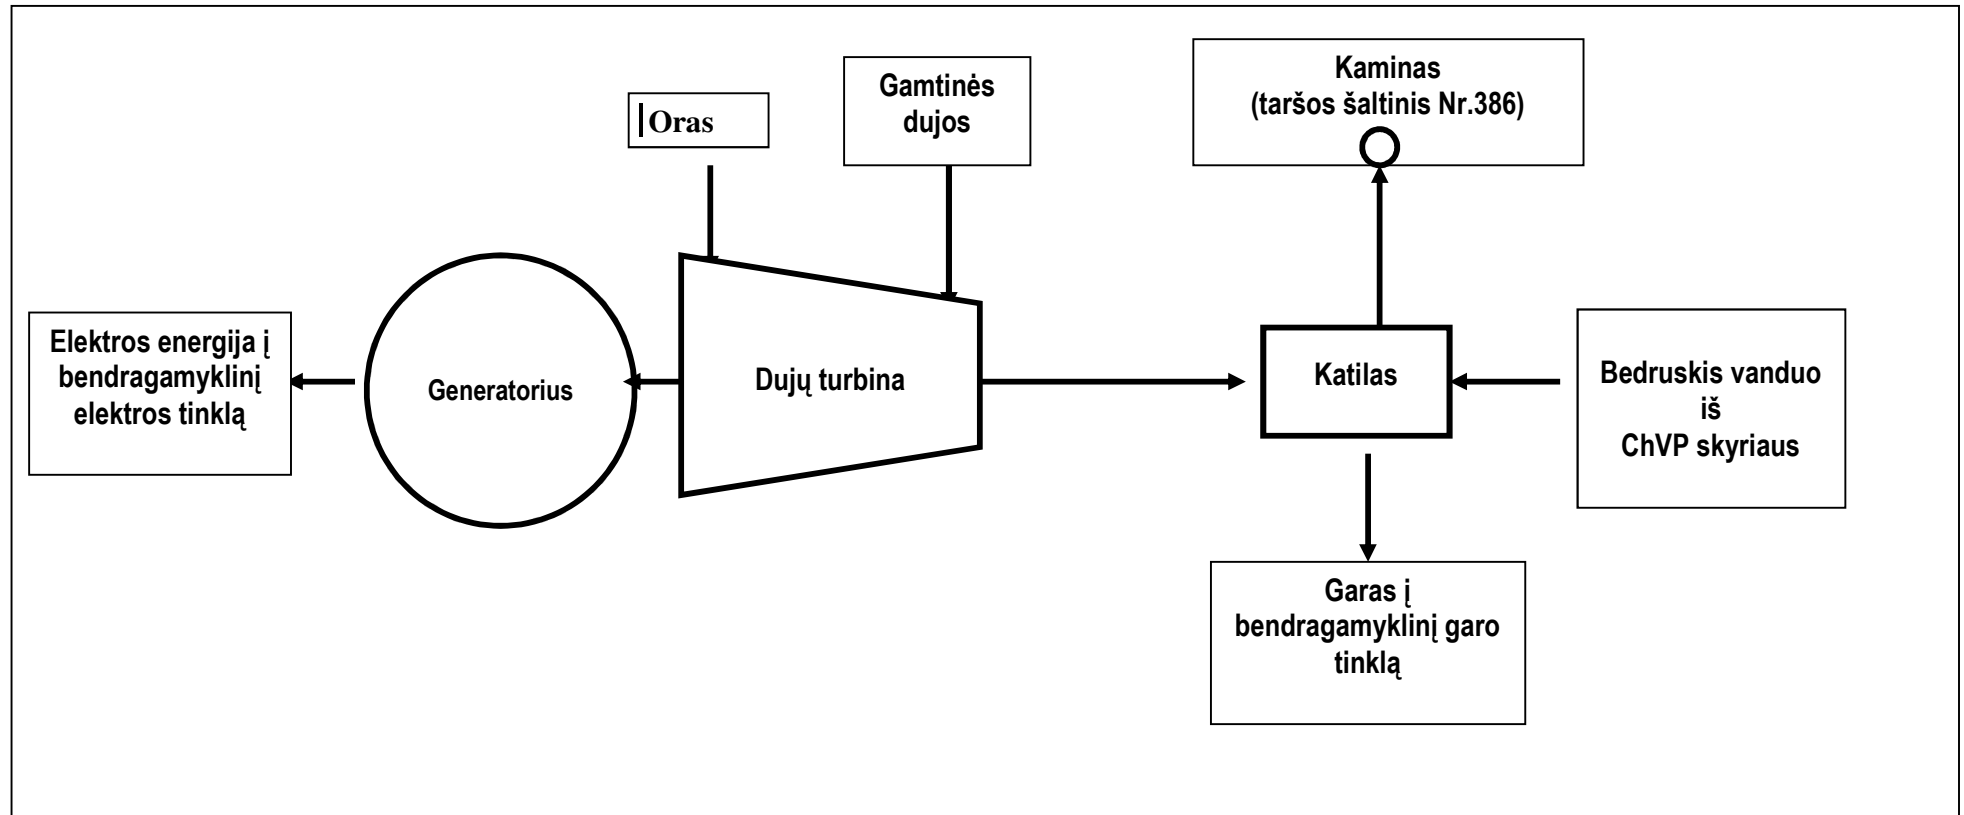 Kaminas
(taršos šaltinis Nr.386)
Gamtinės
dujos
Oras
Elektros energija į
bendragamyklinį
elektros tinklą
Generatorius
Dujų turbina
Katilas
Bedruskis vanduo
iš
ChVP skyriaus
Garas į
bendragamyklinį garo
tinklą